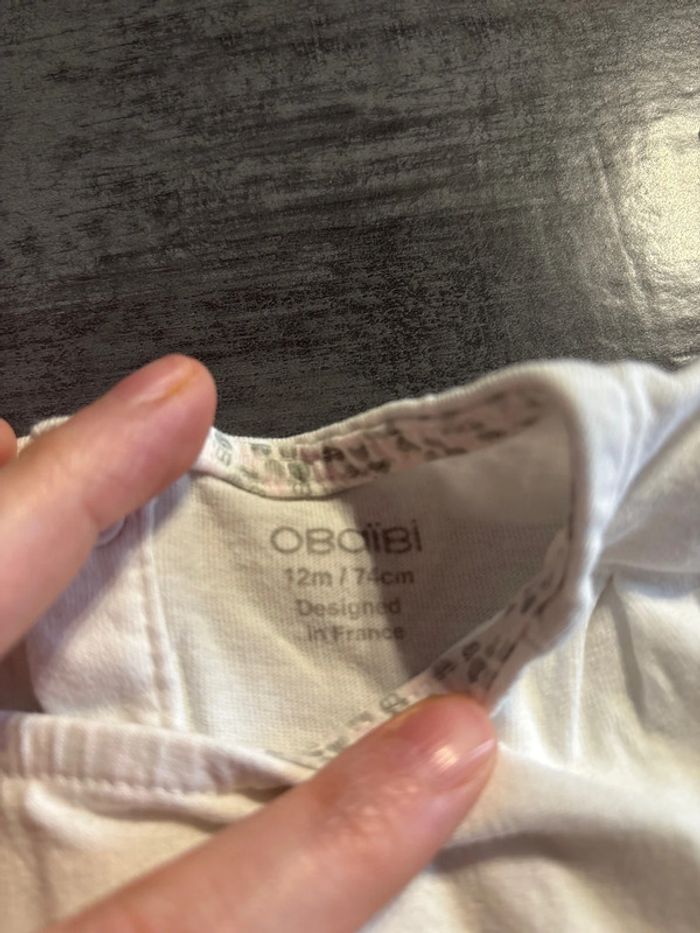 OBaïBi
12m / 74cm
Designed
in France